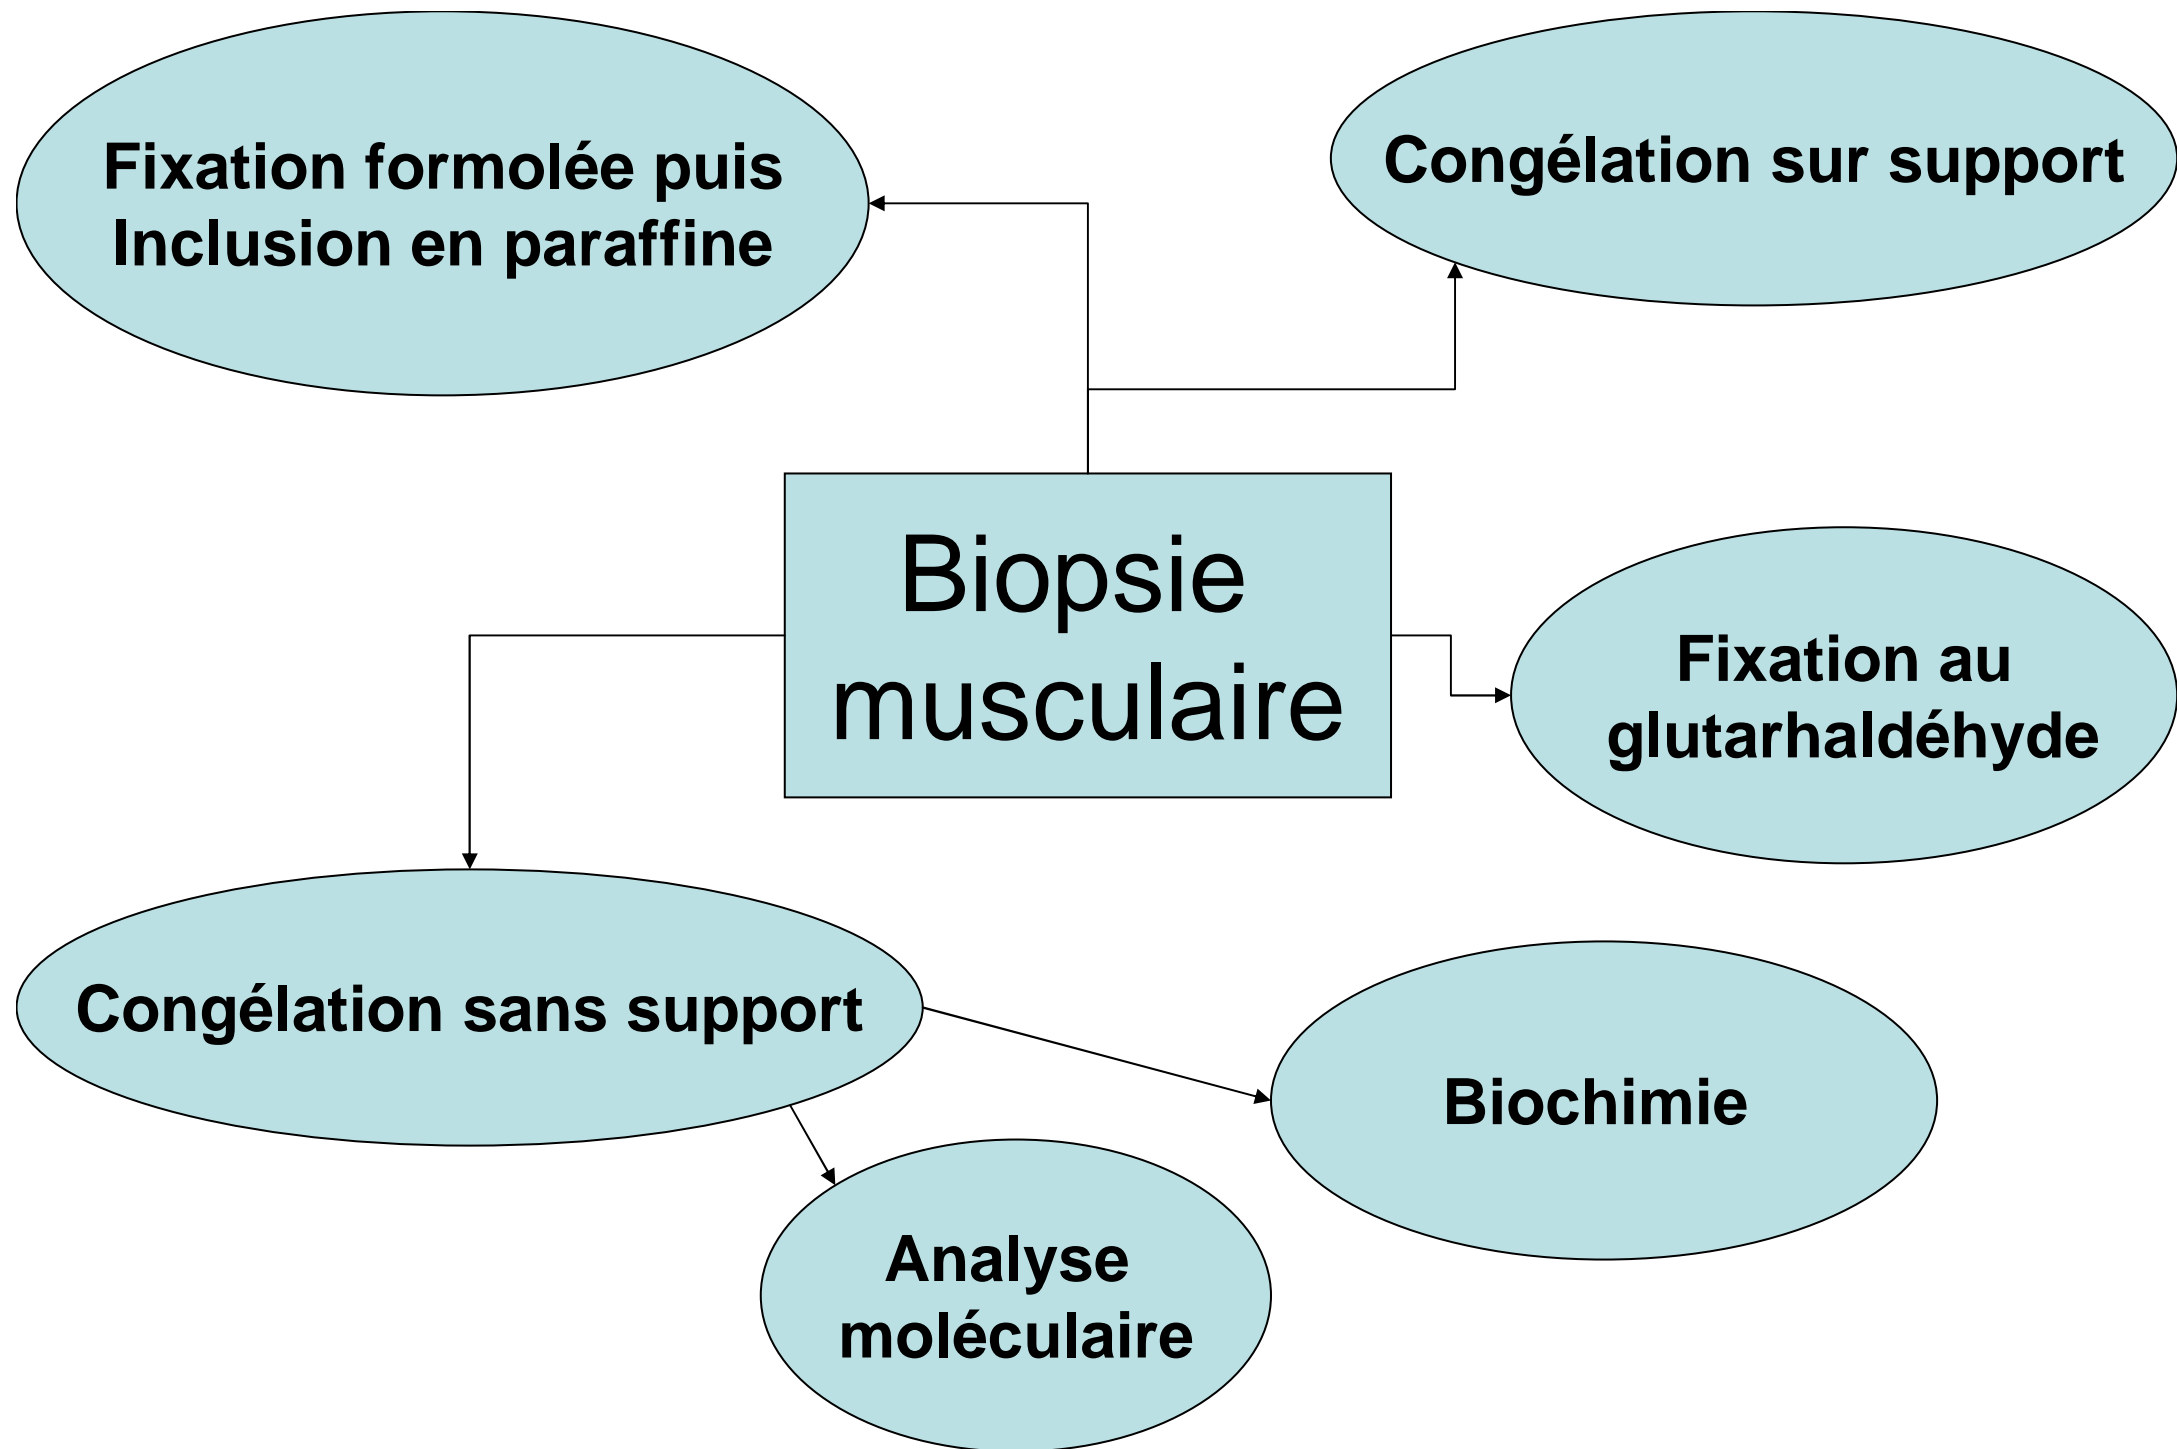 Fixation formolée puis
Inclusion en paraffine
Congélation sur support
Biopsie
musculaire
Fixation au
glutarhaldéhyde
Congélation sans support
Biochimie
Analyse
moléculaire